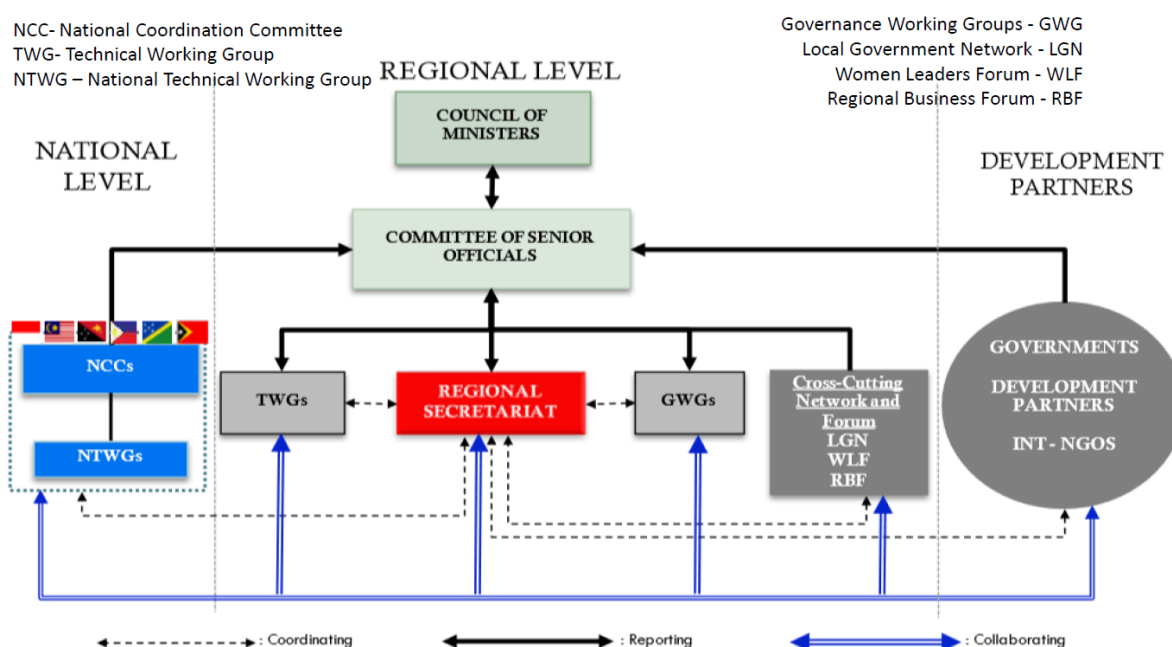 NCC- National Coordination Committee
TWG- Technical Working Group
NTWG – National Technical Working Group
Governance Working Groups - GWG
Local Government Network - LGN
Women Leaders Forum - WLF
Regional Business Forum - RBF
REGIONAL LEVEL
COUNCIL OF
MINISTERS
NATIONAL
LEVEL
DEVELOPMENT
PARTNERS
COMMITTEE OF SENIOR
OFFICIALS
NCCs
NTWGs
TWGs
REGIONAL
SECRETARIAT
GWGs
Cross-Cutting
Network and
Forum
LGN
WLF
RBF
GOVERNMENTS
DEVELOPMENT
PARTNERS
INT - NGOS
: Coordinating
: Reporting
: Collaborating